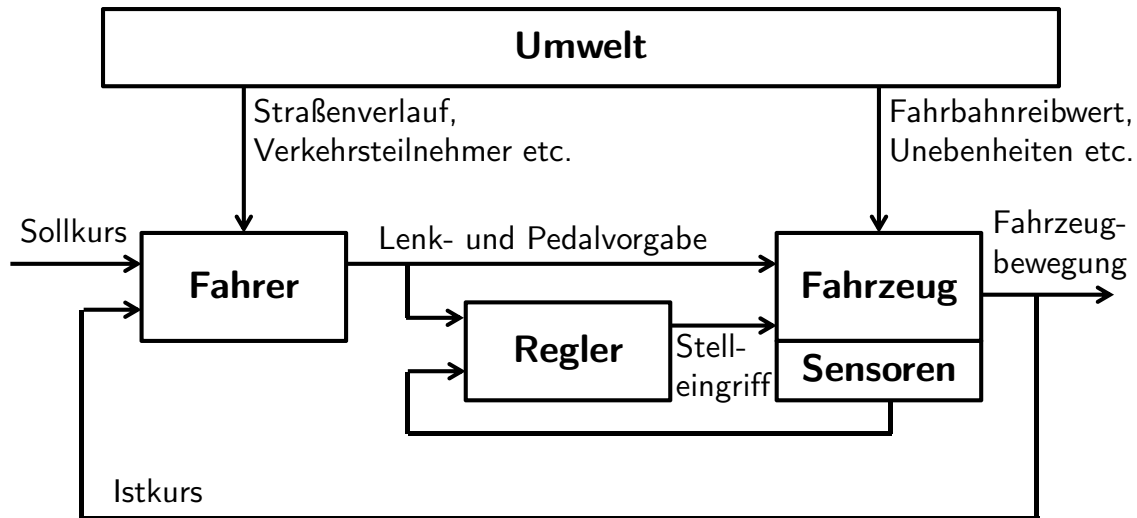 Umwelt
Straßenverlauf,
Verkehrsteilnehmer etc.
Fahrbahnreibwert,
Unebenheiten etc.
Sollkurs
Fahrer
Lenk- und Pedalvorgabe
Fahrzeug
Fahrzeug-
bewegung
Regler
Stell-
eingriff
Sensoren
Istkurs